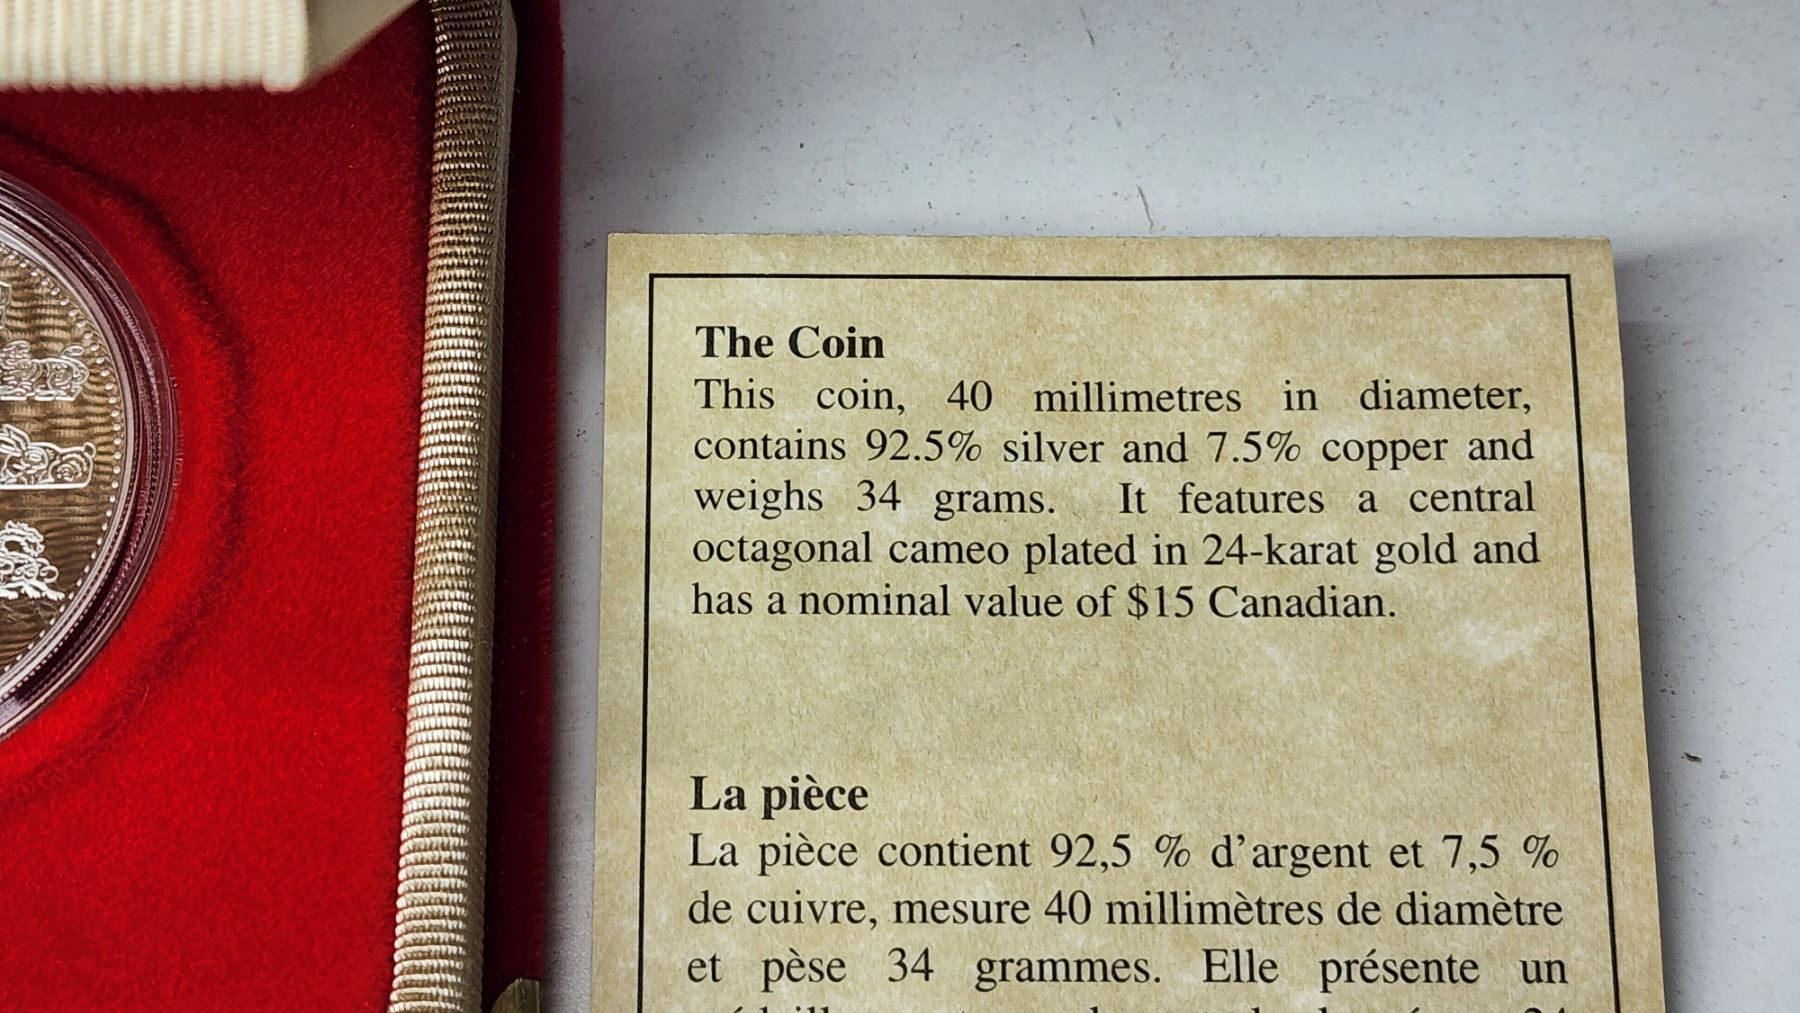 The Coin
This coin, 40 millimetres in diameter,
contains 92.5% silver and 7.5% copper and
weighs 34 grams. It features a central
octagonal cameo plated in 24-karat gold and
has a nominal value of $15 Canadian.
La pièce
La pièce contient 92,5 % d'argent et 7,5 %
de cuivre, mesure 40 millimètres de diamètre
et pèse 34 grammes. Elle présente un